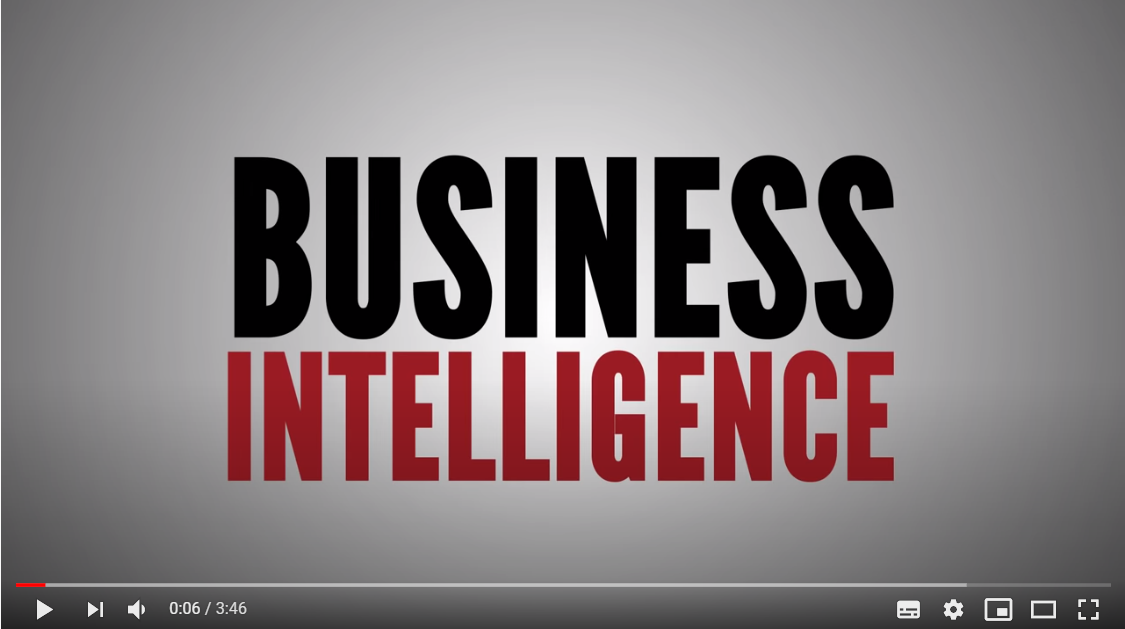 BUSINESS
INTELLIGENCE
0:06 / 3:46